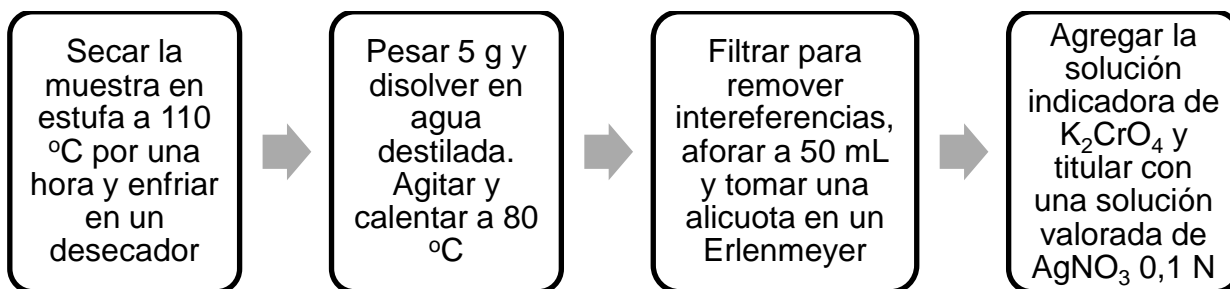 Secar la
muestra en
estufa a 110
ºC por una
hora y enfriar
en un
desecador
Pesar 5 g y
disolver en
agua
destilada.
Agitar y
calentar a 80
ºC
Filtrar para
remover
intereferencias,
aforar a 50 mL
y tomar una
alicuota en un
Erlenmeyer
Agregar la
solución
indicadora de
K₂CrO₄ y
titular con
una solución
valorada de
AgNO₃ 0,1 N